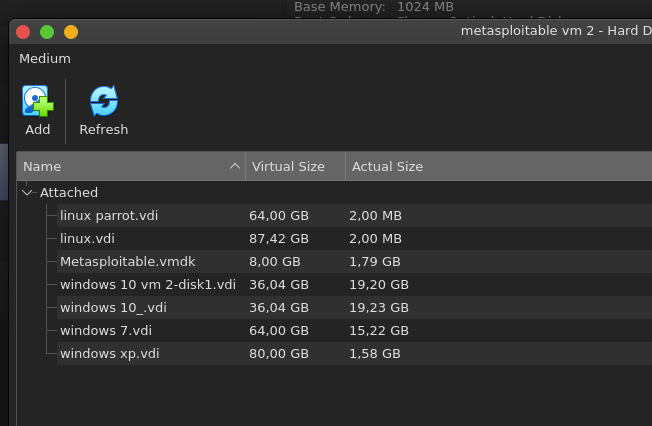 Base Memory: 1024 MB
metasploitable vm 2 - Hard D
Medium
Add
Refresh
Name Virtual Size Actual Size
Attached
linux parrot.vdi 64,00 GB 2,00 MB
linux.vdi 87,42 GB 2,00 MB
Metasploitable.vmdk 8,00 GB 1,79 GB
windows 10 vm 2-disk1.vdi 36,04 GB 19,20 GB
windows 10_.vdi 36,04 GB 19,23 GB
windows 7.vdi 64,00 GB 15,22 GB
windows xp.vdi 80,00 GB 1,58 GB